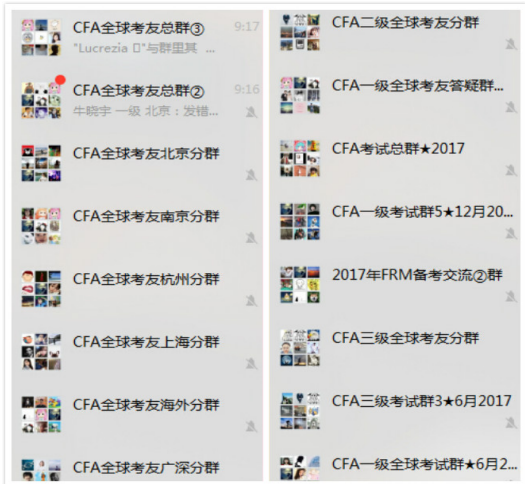 CFA全球考友总群③ 9:17
"Lucrezia 𠆢"与群里其 ...
CFA全球考友总群② 9:16
牛晓宇 一级 北京：发错...
CFA全球考友北京分群
CFA全球考友南京分群
CFA全球考友杭州分群
CFA全球考友上海分群
CFA全球考友海外分群
CFA全球考友广深分群
CFA二级全球考友分群
CFA一级全球考友答疑群...
CFA考试总群★2017
CFA一级考试群5★12月20...
2017年FRM备考交流②群
CFA三级全球考友分群
CFA三级考试群3★6月2017
CFA一级全球考试群★6月2...